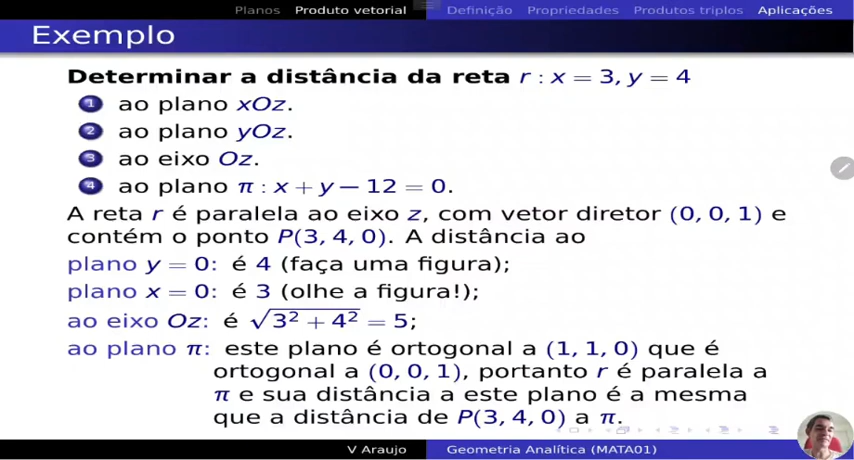 Planos Produto vetorial Definição Propriedades Produtos triplos Aplicações
Exemplo
Determinar a distância da reta r : x = 3, y = 4
1 ao plano xOz.
2 ao plano yOz.
3 ao eixo Oz.
4 ao plano π : x + y − 12 = 0.
A reta r é paralela ao eixo z, com vetor diretor (0, 0, 1) e
contém o ponto P(3, 4, 0). A distância ao
plano y = 0: é 4 (faça uma figura);
plano x = 0: é 3 (olhe a figura!);
ao eixo Oz: é √3² + 4² = 5;
ao plano π: este plano é ortogonal a (1, 1, 0) que é
ortogonal a (0, 0, 1), portanto r é paralela a
π e sua distância a este plano é a mesma
que a distância de P(3, 4, 0) a π.
V Araujo Geometria Analítica (MATA01)